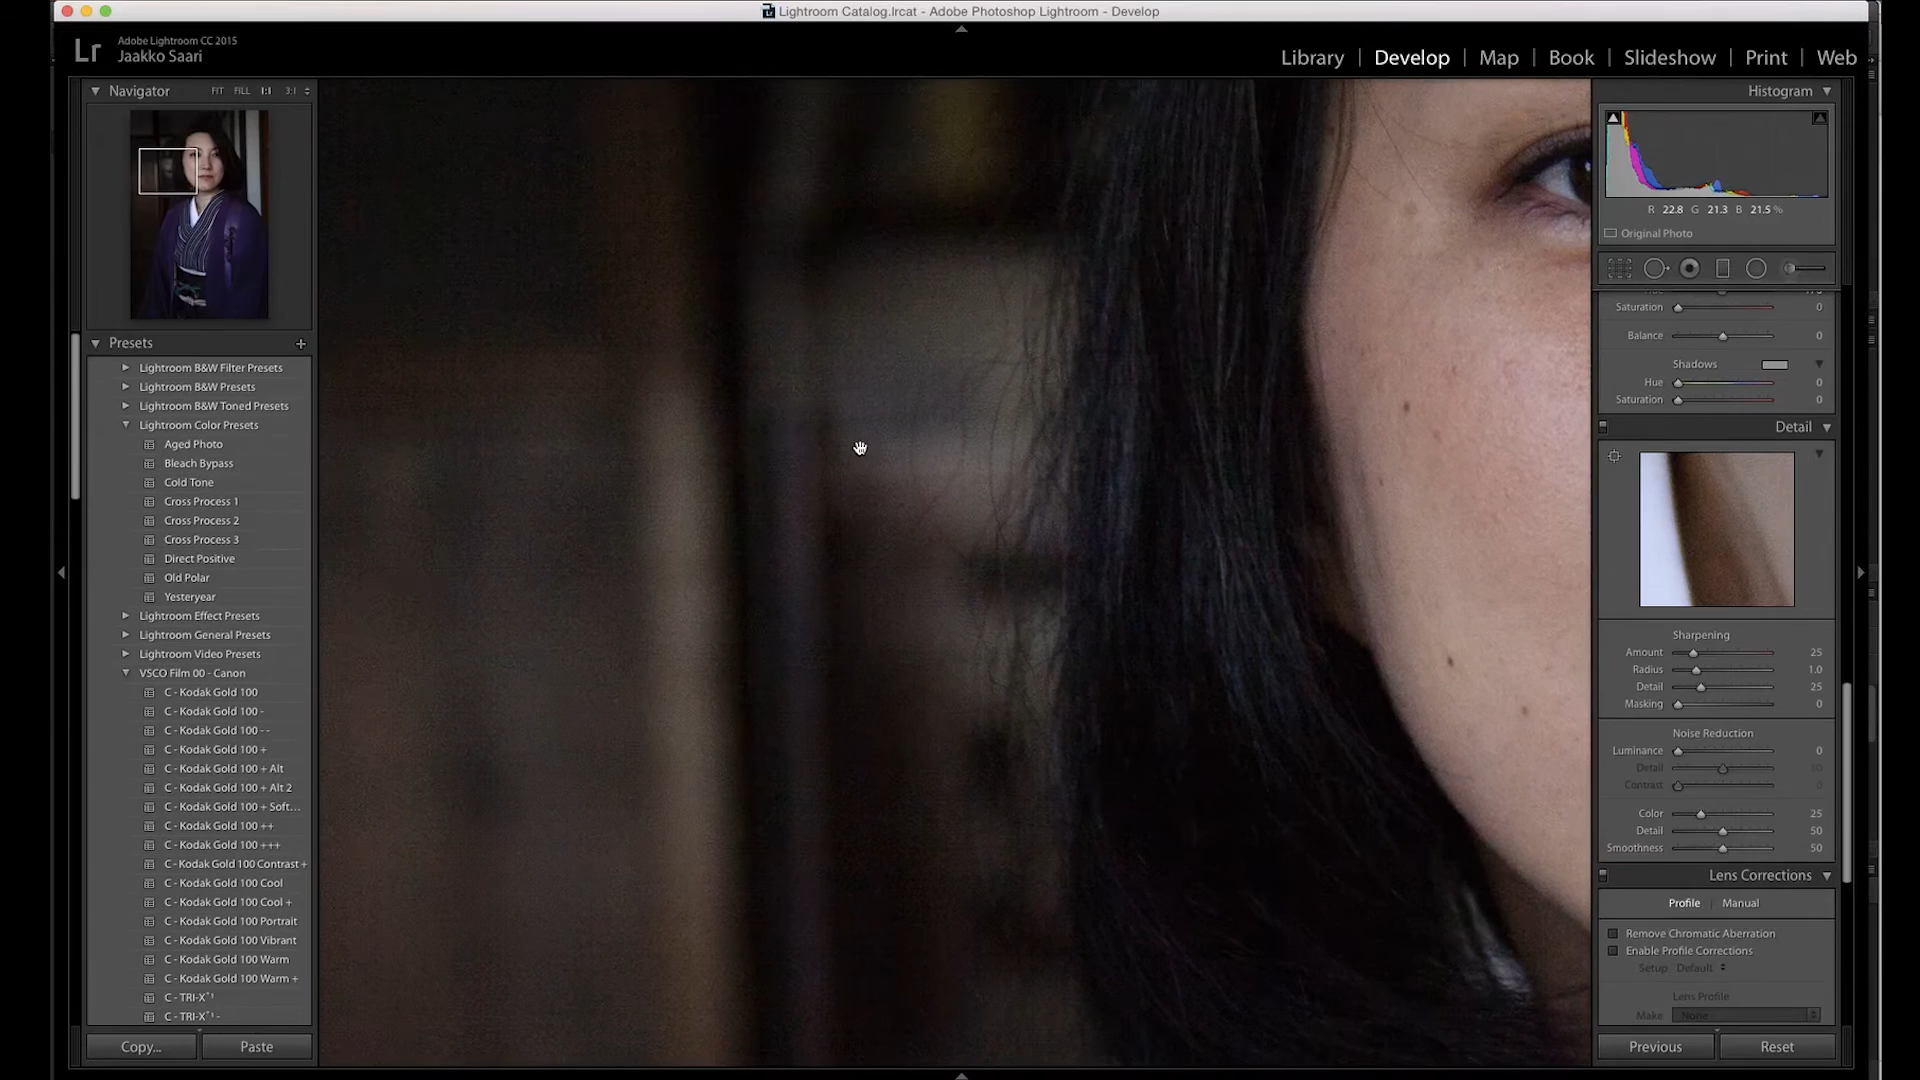 Lightroom Catalog.lrcat - Adobe Photoshop Lightroom - Develop
Lr
Adobe Lightroom CC 2015
Jaakko Saari
Library | Develop | Map | Book | Slideshow | Print | Web
Navigator FIT FILL 1:1 3:1
Presets +
Lightroom B&W Filter Presets
Lightroom B&W Presets
Lightroom B&W Toned Presets
Lightroom Color Presets
Aged Photo
Bleach Bypass
Cold Tone
Cross Process 1
Cross Process 2
Cross Process 3
Direct Positive
Old Polar
Yesteryear
Lightroom Effect Presets
Lightroom General Presets
Lightroom Video Presets
VSCO Film 00 - Canon
C - Kodak Gold 100
C - Kodak Gold 100 -
C - Kodak Gold 100 - -
C - Kodak Gold 100 +
C - Kodak Gold 100 + Alt
C - Kodak Gold 100 + Alt 2
C - Kodak Gold 100 + Soft...
C - Kodak Gold 100 ++
C - Kodak Gold 100 +++
C - Kodak Gold 100 Contrast +
C - Kodak Gold 100 Cool
C - Kodak Gold 100 Cool +
C - Kodak Gold 100 Portrait
C - Kodak Gold 100 Vibrant
C - Kodak Gold 100 Warm
C - Kodak Gold 100 Warm +
C - TRI-X
C - TRI-X
Copy...
Paste
Histogram
R 22.8 G 21.3 B 21.5 %
Original Photo
Saturation 0
Balance 0
Shadows
Hue 0
Saturation 0
Detail
Sharpening
Amount 25
Radius 1.0
Detail 25
Masking 0
Noise Reduction
Luminance 0
Detail
Contrast
Color 25
Detail 50
Smoothness 50
Lens Corrections
Profile | Manual
Remove Chromatic Aberration
Enable Profile Corrections
Setup Default
Lens Profile
Make None
Previous
Reset